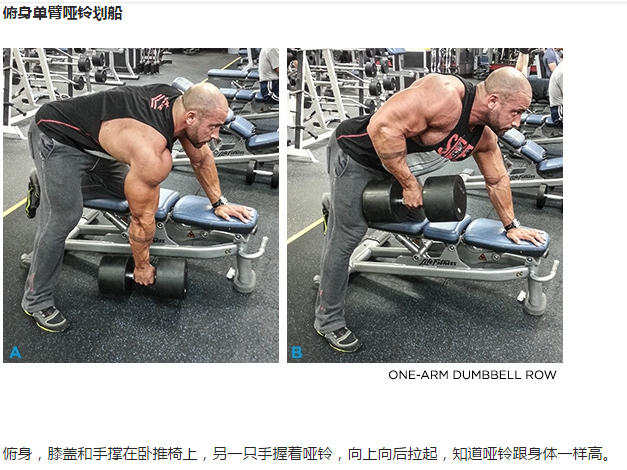 俯身单臂哑铃划船
A
B
LifeFitness
ONE-ARM DUMBBELL ROW
俯身，膝盖和手撑在卧推椅上，另一只手握着哑铃，向上向后拉起，知道哑铃跟身体一样高。